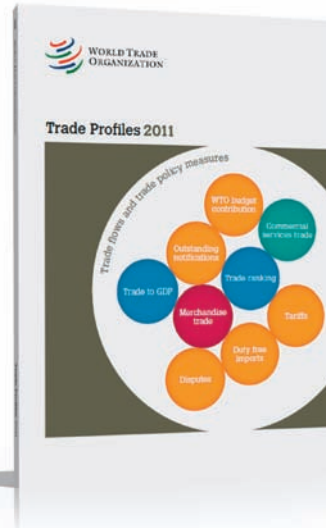 WORLD TRADE
ORGANIZATION
Trade Profiles 2011
Trade flows and trade policy measures
WTO budget
contribution
Commercial
services trade
Outstanding
notifications
Trade to GDP
Trade ranking
Merchandise
trade
Tariffs
Duty free
imports
Disputes